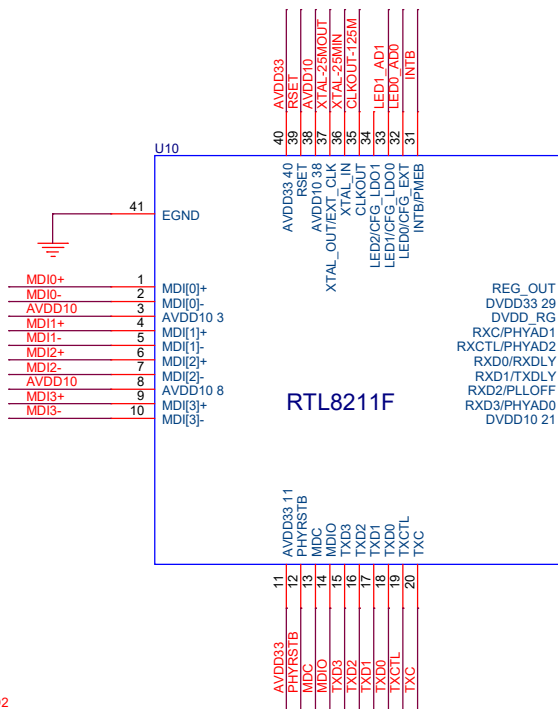 AVDD33
RSET
AVDD10
XTAL-25MOUT
XTAL-25MIN
CLKOUT-125M
LED1_AD1
LED0_AD0
INTB
40
39
38
37
36
35
34
33
32
31
U10
AVDD33 40
RSET
AVDD10 38
XTAL_OUT/EXT_CLK
XTAL_IN
CLKOUT
LED2/CFG_LDO1
LED1/CFG_LDO0
LED0/CFG_EXT
INTB/PMEB
41
EGND
MDI0+ 1 MDI[0]+
MDI0- 2 MDI[0]-
AVDD10 3 AVDD10 3
MDI1+ 4 MDI[1]+
MDI1- 5 MDI[1]-
MDI2+ 6 MDI[2]+
MDI2- 7 MDI[2]-
AVDD10 8 AVDD10 8
MDI3+ 9 MDI[3]+
MDI3- 10 MDI[3]-
RTL8211F
REG_OUT
DVDD33 29
DVDD_RG
RXC/PHYAD1
RXCTL/PHYAD2
RXD0/RXDLY
RXD1/TXDLY
RXD2/PLLOFF
RXD3/PHYAD0
DVDD10 21
AVDD33 11
PHYRSTB
MDC
MDIO
TXD3
TXD2
TXD1
TXD0
TXCTL
TXC
11
12
13
14
15
16
17
18
19
20
AVDD33
PHYRSTB
MDC
MDIO
TXD3
TXD2
TXD1
TXD0
TXCTL
TXC